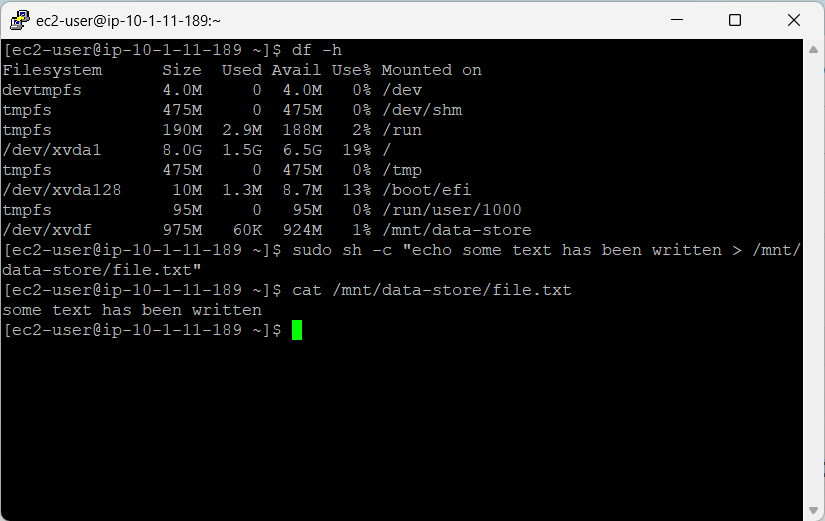 ec2-user@ip-10-1-11-189:~
[ec2-user@ip-10-1-11-189 ~]$ df -h
Filesystem      Size  Used Avail Use% Mounted on
devtmpfs        4.0M     0  4.0M   0% /dev
tmpfs           475M     0  475M   0% /dev/shm
tmpfs           190M  2.9M  188M   2% /run
/dev/xvda1      8.0G  1.5G  6.5G  19% /
tmpfs           475M     0  475M   0% /tmp
/dev/xvda128     10M  1.3M  8.7M  13% /boot/efi
tmpfs            95M     0   95M   0% /run/user/1000
/dev/xvdf       975M   60K  924M   1% /mnt/data-store
[ec2-user@ip-10-1-11-189 ~]$ sudo sh -c "echo some text has been written > /mnt/
data-store/file.txt"
[ec2-user@ip-10-1-11-189 ~]$ cat /mnt/data-store/file.txt
some text has been written
[ec2-user@ip-10-1-11-189 ~]$